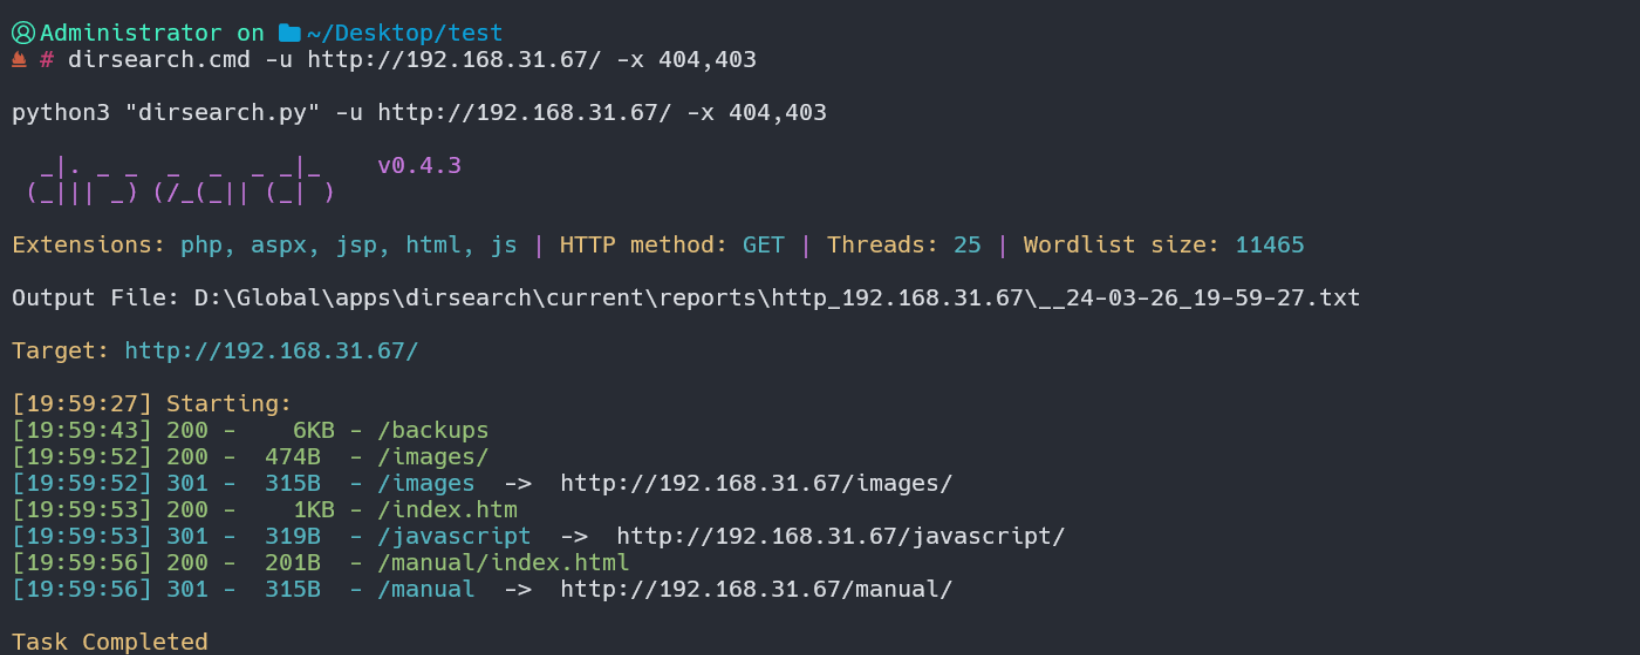 Administrator on ~/Desktop/test
# dirsearch.cmd -u http://192.168.31.67/ -x 404,403
python3 "dirsearch.py" -u http://192.168.31.67/ -x 404,403
  _|. _ _  _  _  _ _|_    v0.4.3
 (_||| _) (/_(_|| (_| )
Extensions: php, aspx, jsp, html, js | HTTP method: GET | Threads: 25 | Wordlist size: 11465
Output File: D:\Global\apps\dirsearch\current\reports\http_192.168.31.67\__24-03-26_19-59-27.txt
Target: http://192.168.31.67/
[19:59:27] Starting:
[19:59:43] 200 -    6KB - /backups
[19:59:52] 200 -  474B  - /images/
[19:59:52] 301 -  315B  - /images  ->  http://192.168.31.67/images/
[19:59:53] 200 -    1KB - /index.htm
[19:59:53] 301 -  319B  - /javascript  ->  http://192.168.31.67/javascript/
[19:59:56] 200 -  201B  - /manual/index.html
[19:59:56] 301 -  315B  - /manual  ->  http://192.168.31.67/manual/
Task Completed